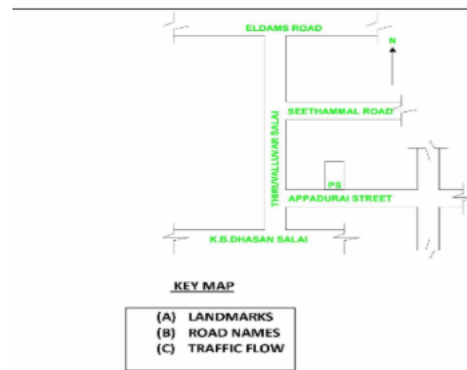 ELDAMS ROAD
N
SEETHAMMAL ROAD
THIRUVALLUVAR SALAI
PS
APPADURAI STREET
K.B.DHASAN SALAI
KEY MAP
(A) LANDMARKS
(B) ROAD NAMES
(C) TRAFFIC FLOW